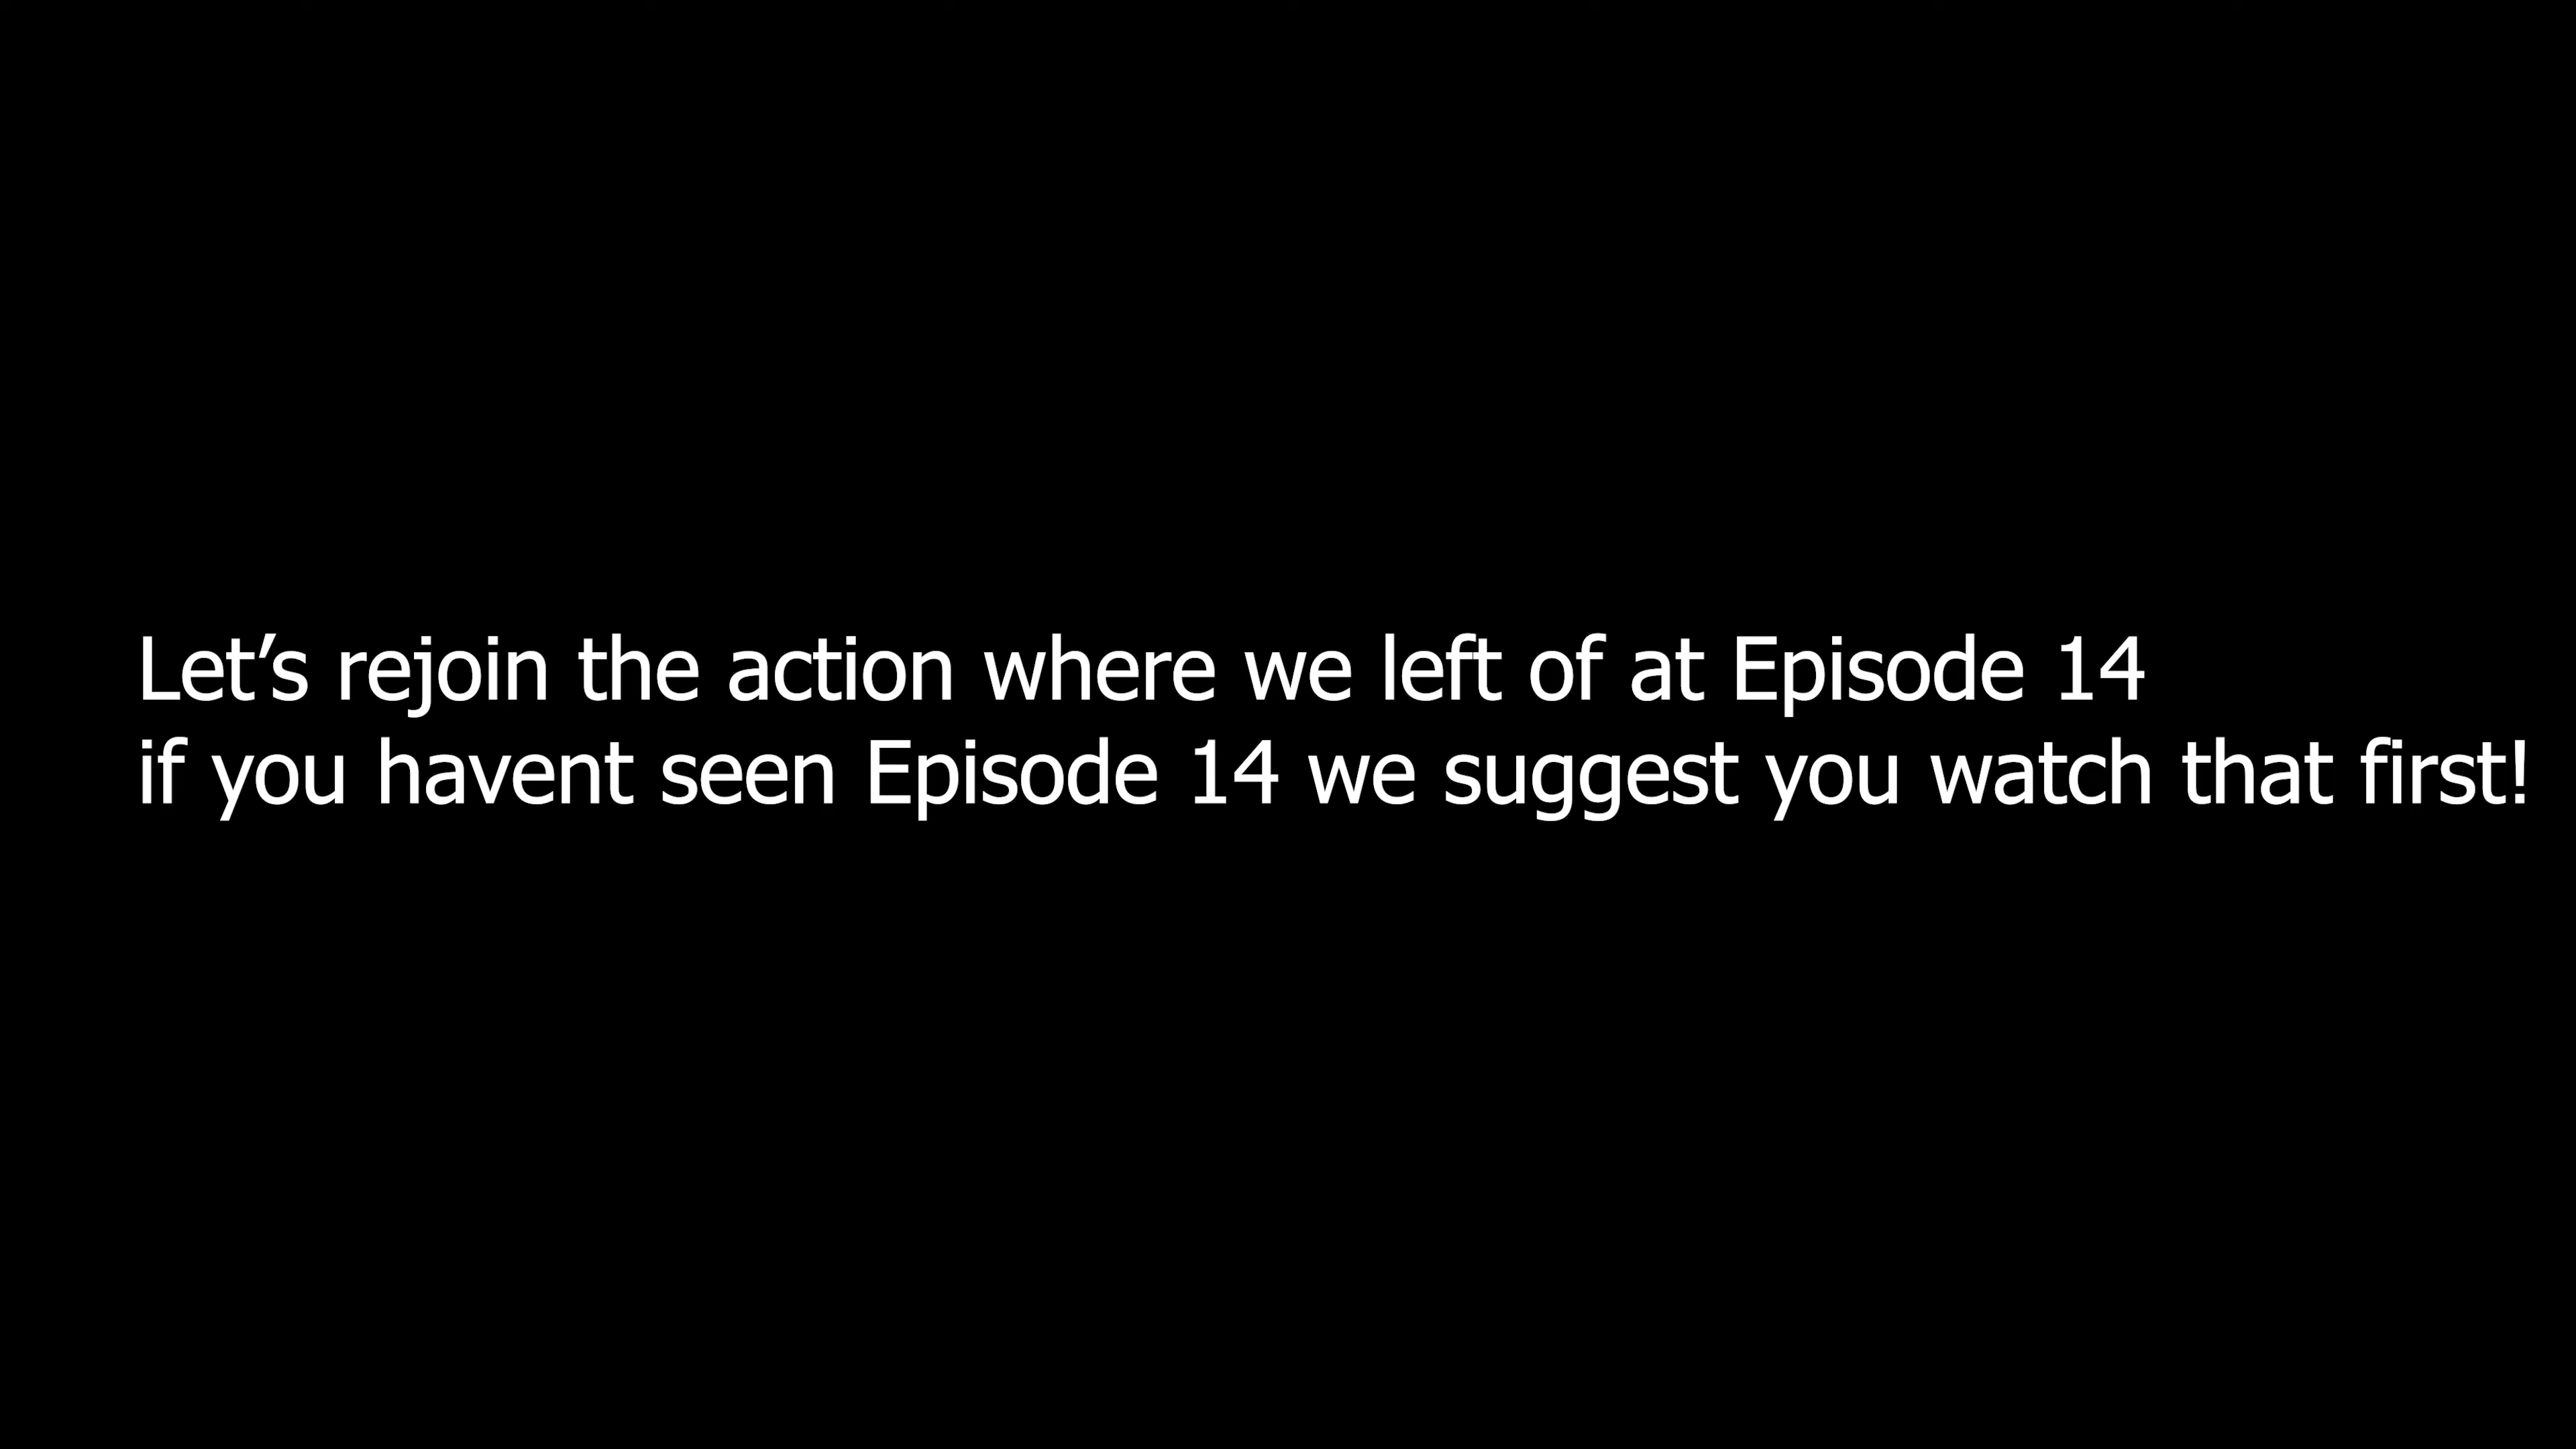 Let’s rejoin the action where we left of at Episode 14
if you havent seen Episode 14 we suggest you watch that first!